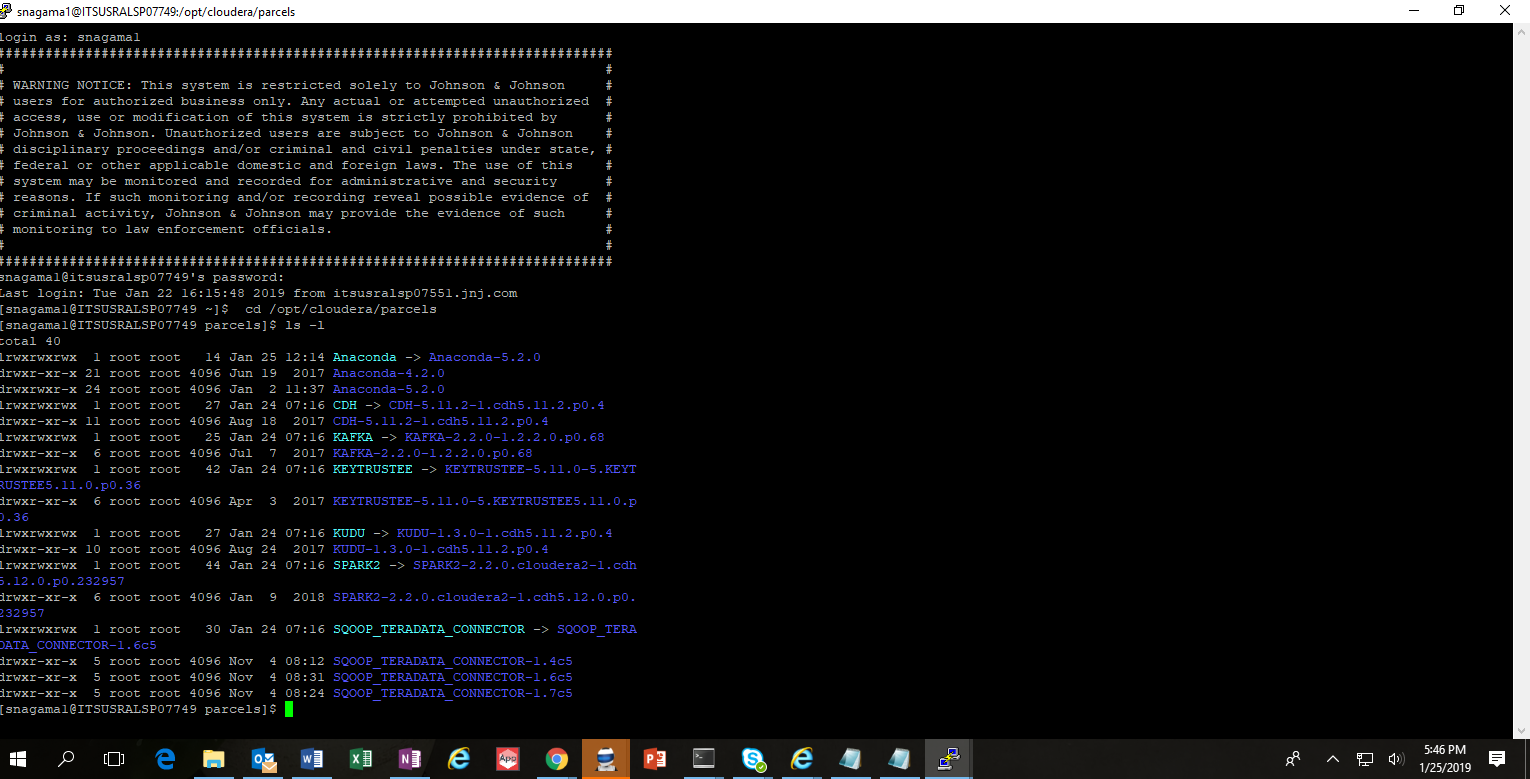 snagama1@ITSUSRALSP07749:/opt/cloudera/parcels
login as: snagama1
##############################################################################
#                                                                            #
# WARNING NOTICE: This system is restricted solely to Johnson & Johnson      #
# users for authorized business only. Any actual or attempted unauthorized   #
# access, use or modification of this system is strictly prohibited by       #
# Johnson & Johnson. Unauthorized users are subject to Johnson & Johnson     #
# disciplinary proceedings and/or criminal and civil penalties under state,  #
# federal or other applicable domestic and foreign laws. The use of this     #
# system may be monitored and recorded for administrative and security       #
# reasons. If such monitoring and/or recording reveal possible evidence of   #
# criminal activity, Johnson & Johnson may provide the evidence of such      #
# monitoring to law enforcement officials.                                   #
#                                                                            #
##############################################################################
snagama1@itsusralsp07749's password:
Last login: Tue Jan 22 16:15:48 2019 from itsusralsp07551.jnj.com
[snagama1@ITSUSRALSP07749 ~]$  cd /opt/cloudera/parcels
[snagama1@ITSUSRALSP07749 parcels]$ ls -l
total 40
lrwxrwxrwx  1 root root   14 Jan 25 12:14 Anaconda -> Anaconda-5.2.0
drwxr-xr-x 21 root root 4096 Jun 19  2017 Anaconda-4.2.0
drwxr-xr-x 24 root root 4096 Jan  2 11:37 Anaconda-5.2.0
lrwxrwxrwx  1 root root   27 Jan 24 07:16 CDH -> CDH-5.11.2-1.cdh5.11.2.p0.4
drwxr-xr-x 11 root root 4096 Aug 18  2017 CDH-5.11.2-1.cdh5.11.2.p0.4
lrwxrwxrwx  1 root root   25 Jan 24 07:16 KAFKA -> KAFKA-2.2.0-1.2.2.0.p0.68
drwxr-xr-x  6 root root 4096 Jul  7  2017 KAFKA-2.2.0-1.2.2.0.p0.68
lrwxrwxrwx  1 root root   42 Jan 24 07:16 KEYTRUSTEE -> KEYTRUSTEE-5.11.0-5.KEYT
RUSTEE5.11.0.p0.36
drwxr-xr-x  6 root root 4096 Apr  3  2017 KEYTRUSTEE-5.11.0-5.KEYTRUSTEE5.11.0.p
0.36
lrwxrwxrwx  1 root root   27 Jan 24 07:16 KUDU -> KUDU-1.3.0-1.cdh5.11.2.p0.4
drwxr-xr-x 10 root root 4096 Aug 24  2017 KUDU-1.3.0-1.cdh5.11.2.p0.4
lrwxrwxrwx  1 root root   44 Jan 24 07:16 SPARK2 -> SPARK2-2.2.0.cloudera2-1.cdh
5.12.0.p0.232957
drwxr-xr-x  6 root root 4096 Jan  9  2018 SPARK2-2.2.0.cloudera2-1.cdh5.12.0.p0.
232957
lrwxrwxrwx  1 root root   30 Jan 24 07:16 SQOOP_TERADATA_CONNECTOR -> SQOOP_TERA
DATA_CONNECTOR-1.6c5
drwxr-xr-x  5 root root 4096 Nov  4 08:12 SQOOP_TERADATA_CONNECTOR-1.4c5
drwxr-xr-x  5 root root 4096 Nov  4 08:31 SQOOP_TERADATA_CONNECTOR-1.6c5
drwxr-xr-x  5 root root 4096 Nov  4 08:24 SQOOP_TERADATA_CONNECTOR-1.7c5
[snagama1@ITSUSRALSP07749 parcels]$
App
5:46 PM
1/25/2019